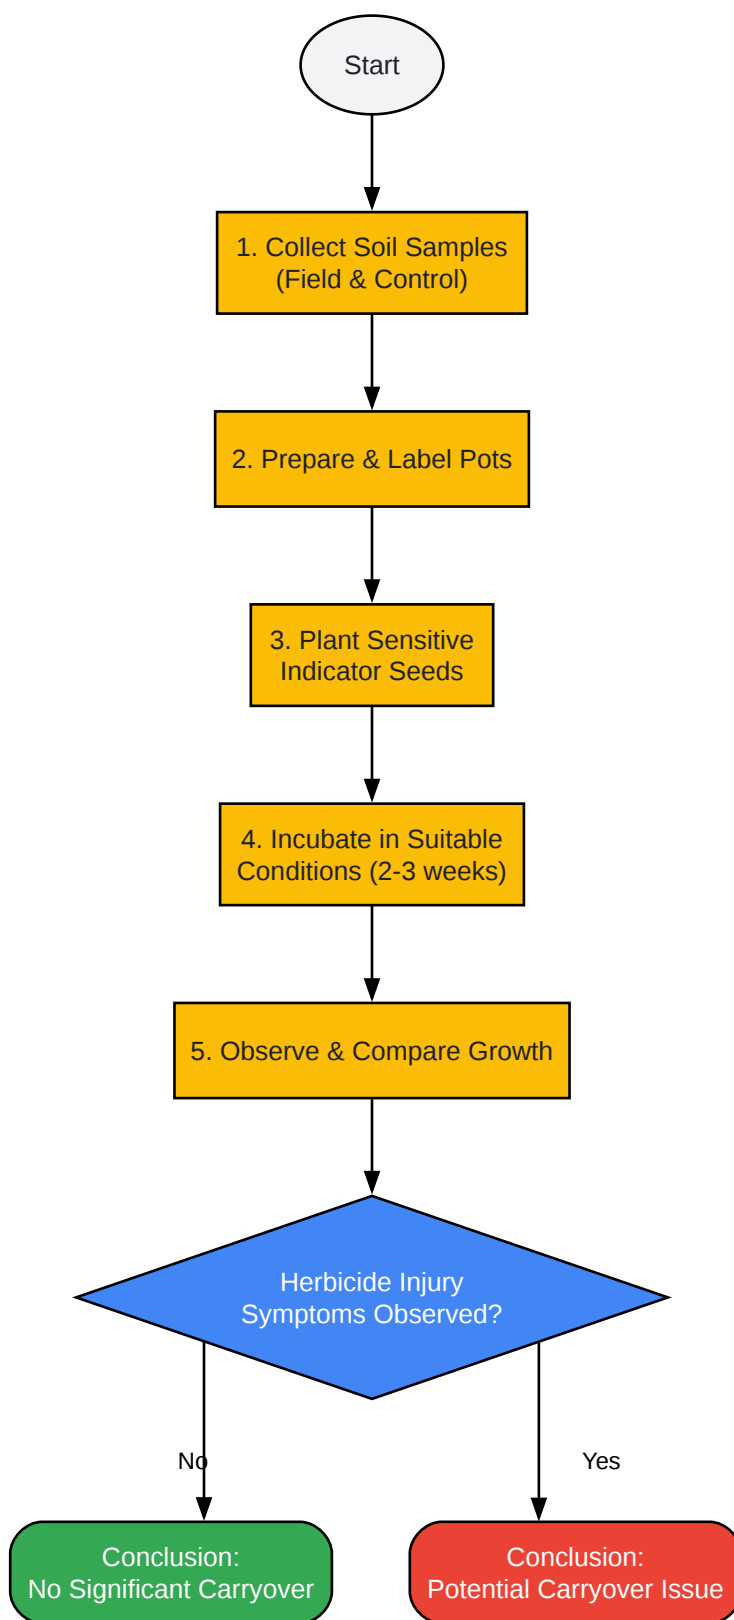 Start
1. Collect Soil Samples
(Field & Control)
2. Prepare & Label Pots
3. Plant Sensitive
Indicator Seeds
4. Incubate in Suitable
Conditions (2-3 weeks)
5. Observe & Compare Growth
Herbicide Injury
Symptoms Observed?
No
Yes
Conclusion:
No Significant Carryover
Conclusion:
Potential Carryover Issue